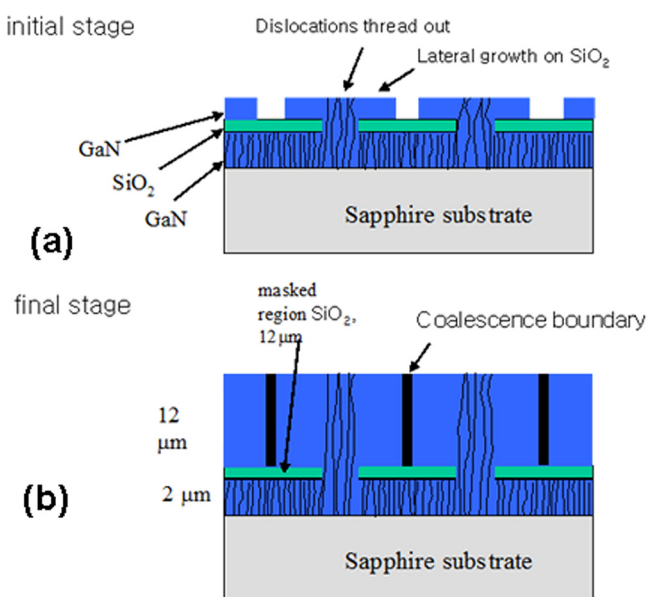 initial stage
Dislocations thread out
Lateral growth on SiO₂
GaN
SiO₂
GaN
Sapphire substrate
(a)
final stage
masked
region SiO₂,
12 μm
Coalescence boundary
12
μm
2 μm
(b)
Sapphire substrate